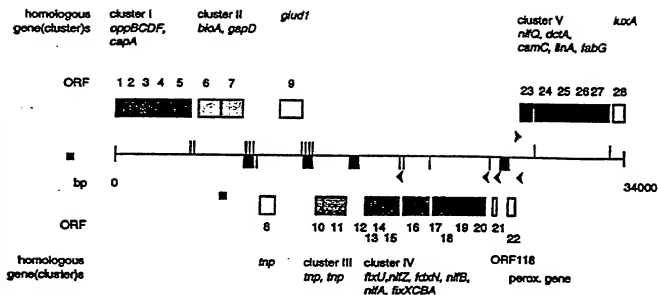 homologous cluster I cluster II glud1 cluster V luxA
gene(cluster)s oppBCDF, bioA, gapD nifQ, dctA,
capA camC, linA, fabG
ORF 1 2 3 4 5 6 7 9 23 24 25 26 27 28
bp 0 34000
8 10 11 12 14 16 17 19 20 21
ORF 13 15 18 22
homologous tnp cluster III cluster IV ORF118
gene(cluster)s tnp, tnp fixU, nifZ, fdxN, nifB, perox. gene
nifA, fixXCBA